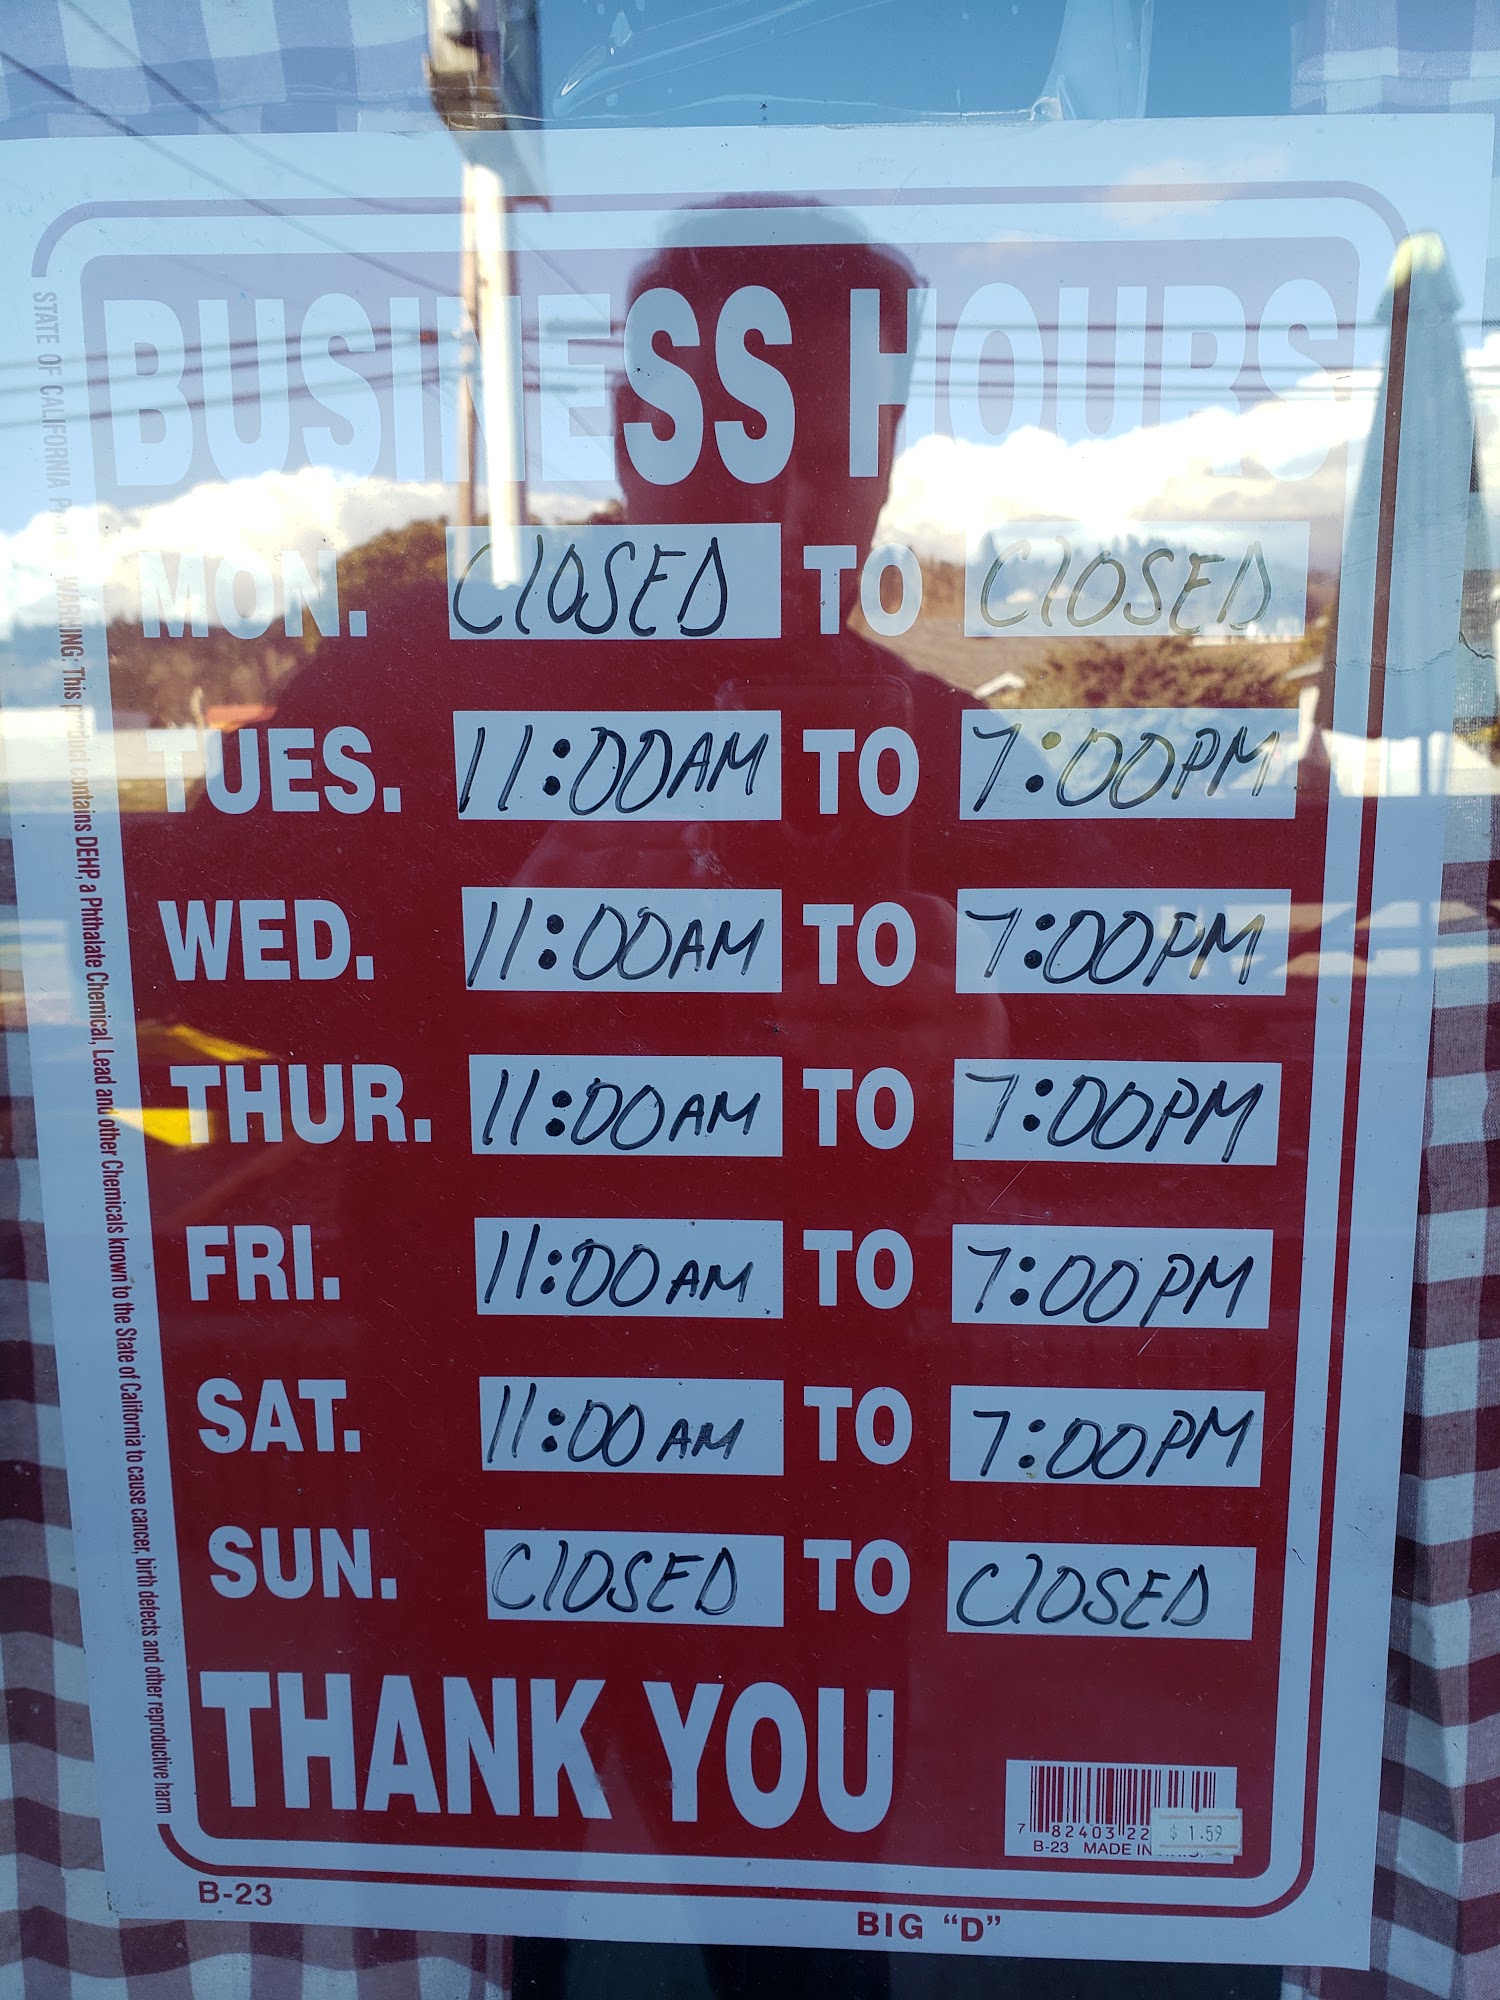 BUSINESS HOURS
MON. CLOSED TO CLOSED
TUES. 11:00AM TO 7:00PM
WED. 11:00AM TO 7:00PM
THUR. 11:00AM TO 7:00PM
FRI. 11:00AM TO 7:00PM
SAT. 11:00AM TO 7:00PM
SUN. CLOSED TO CLOSED
THANK YOU
7 82403 22
$ 1.59
B-23 MADE IN
B-23
BIG "D"
STATE OF CALIFORNIA WARNING: This product contains DEHP, a Phthalate Chemical, Lead and other Chemicals known to the State of California to cause cancer, birth defects and other reproductive harm